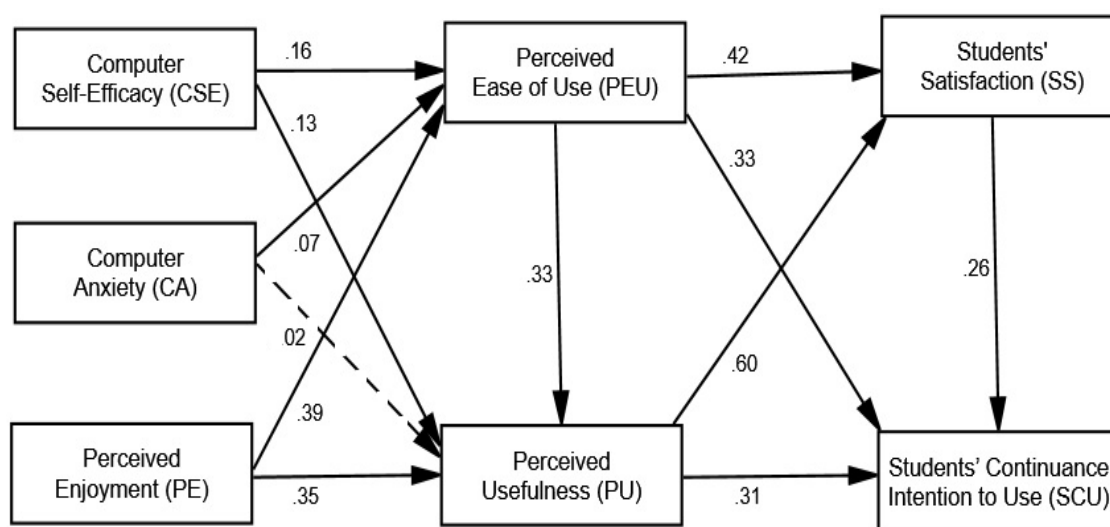 Computer
Self-Efficacy (CSE)
.16
Perceived
Ease of Use (PEU)
.42
Students'
Satisfaction (SS)
.13
.33
Computer
Anxiety (CA)
.07
.33
.26
.02
.60
.39
Perceived
Enjoyment (PE)
.35
Perceived
Usefulness (PU)
.31
Students’ Continuance
Intention to Use (SCU)